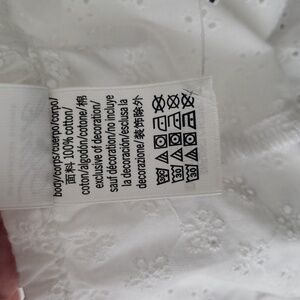 body/corps/cuerpo/corpo/
面料 100% cotton/
coton/algodón/cotone/棉
exclusive of decoration/
sauf décoration/no incluye
la decoración/esclusa la
decorazione/装饰除外